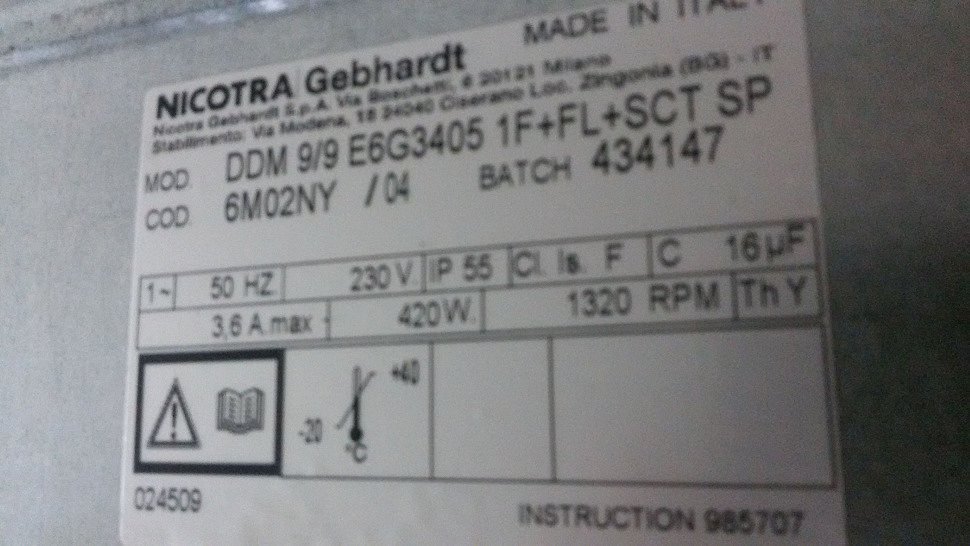 MADE IN ITALY
NICOTRA Gebhardt
Nicotra Gebhardt S.p.A. Via Boschetti, 6 20121 Milano
Stabilimento: Via Modena, 18 24040 Ciserano Loc. Zingonia (BG) - IT
MOD. DDM 9/9 E6G3405 1F+FL+SCT SP
COD. 6M02NY /04 BATCH 434147
1~ 50 HZ 230 V. IP 55 Cl. Is. F C 16 µF
3,6 A.max 420W. 1320 RPM Th Y
+40
-20
°C
024509
INSTRUCTION 985707